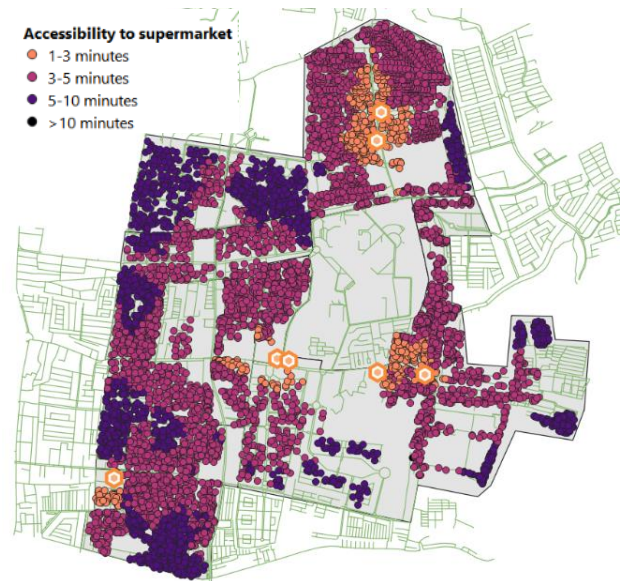 Accessibility to supermarket
1-3 minutes
3-5 minutes
5-10 minutes
>10 minutes